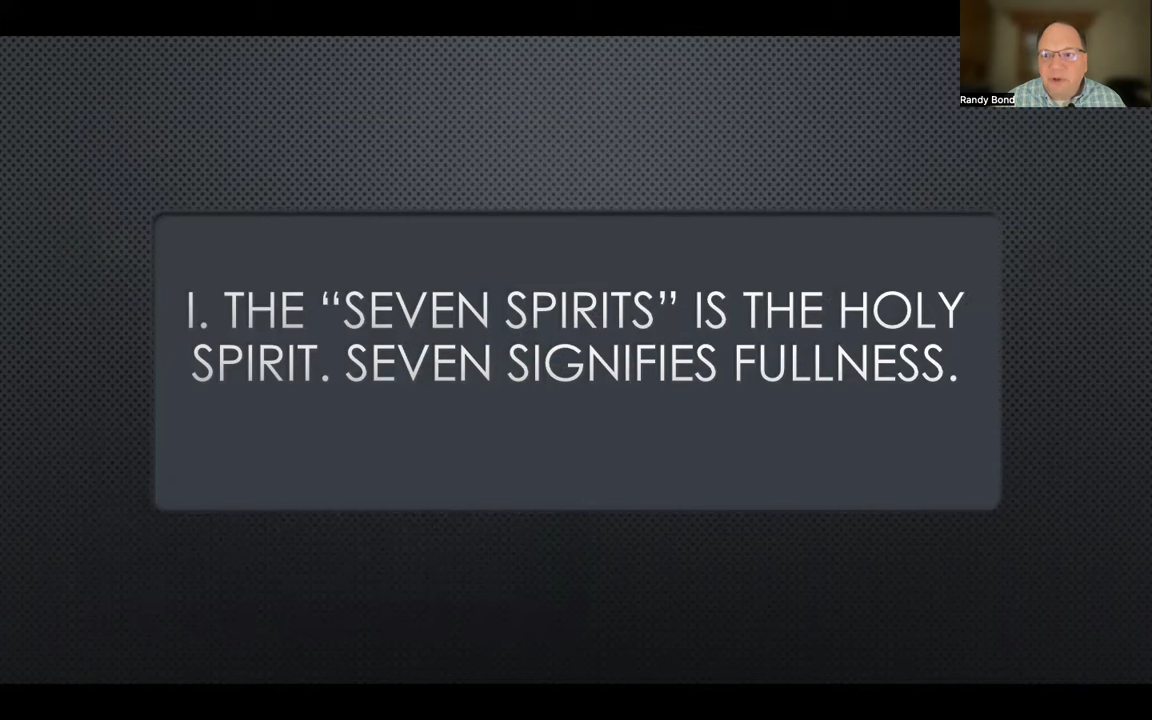 Randy Bond
I. THE “SEVEN SPIRITS” IS THE HOLY
SPIRIT. SEVEN SIGNIFIES FULLNESS.